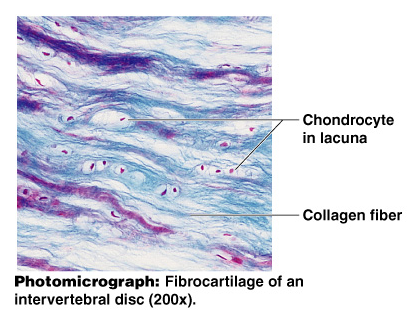 Chondrocyte
in lacuna
Collagen fiber
Photomicrograph: Fibrocartilage of an
intervertebral disc (200x).